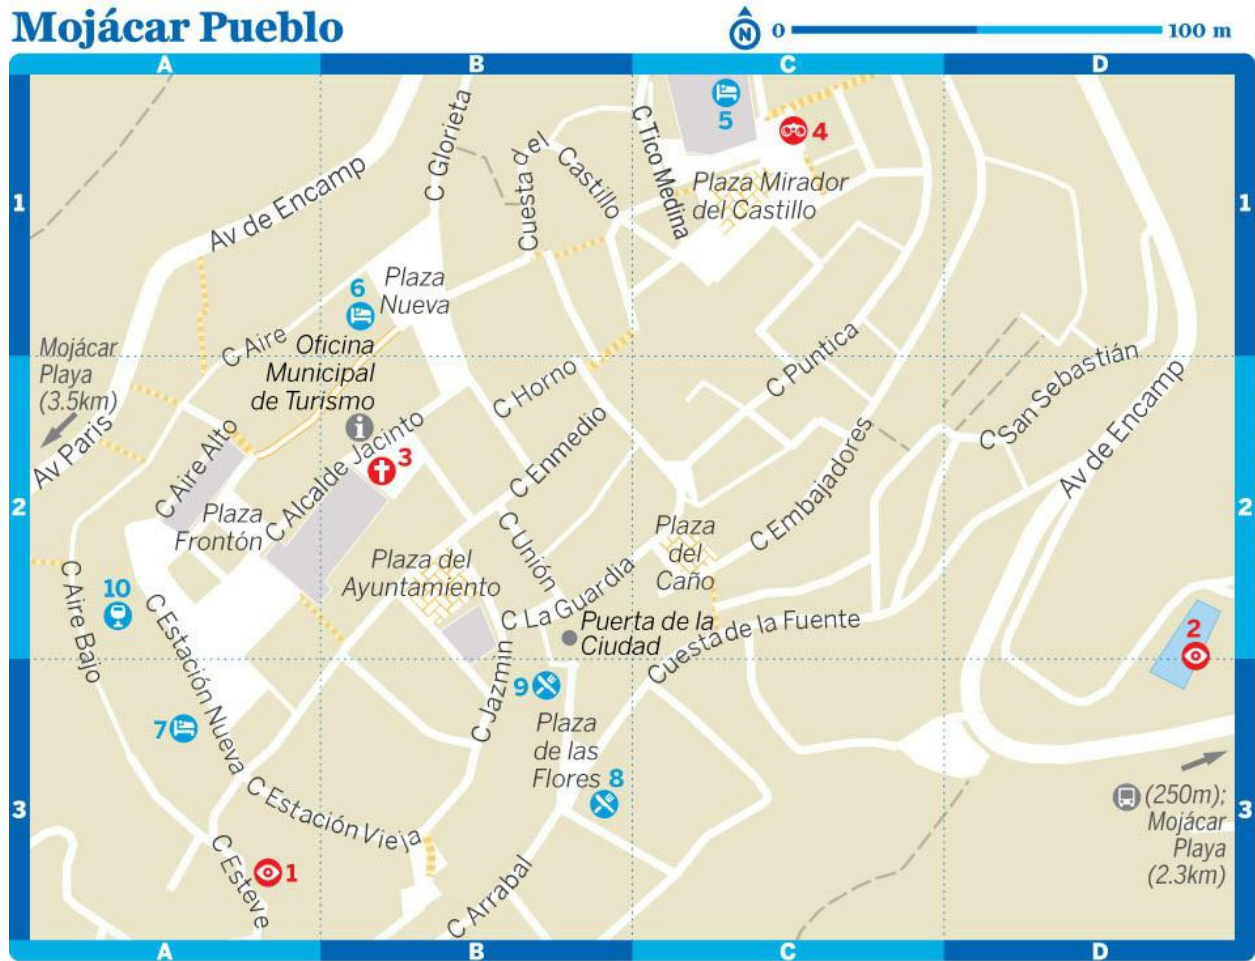 Mojácar Pueblo
N
0
100 m
A
B
C
D
1
1
5
4
C Glorieta
C Tico Medina
Cuesta del
Castillo
Av de Encamp
Plaza Mirador
del Castillo
6
Plaza
Nueva
C Aire
Mojácar
Playa
(3.5km)
Oficina
Municipal
de Turismo
i
C Puntica
C San Sebastián
C Horno
Av de Encamp
Av Paris
C Aire Alto
C Alcalde Jacinto
3
C Enmedio
C Embajadores
2
2
Plaza
Frontón
Plaza
del
Caño
C Unión
Plaza del
Ayuntamiento
10
C Aire Bajo
C La Guardia
Puerta de la
Ciudad
Cuesta de la Fuente
2
C Estación Nueva
C Jazmín
9
7
Plaza
de las
Flores
8
C Estación Vieja
(250m);
Mojácar
Playa
(2.3km)
3
3
C Esteve
1
C Arrabal
A
B
C
D